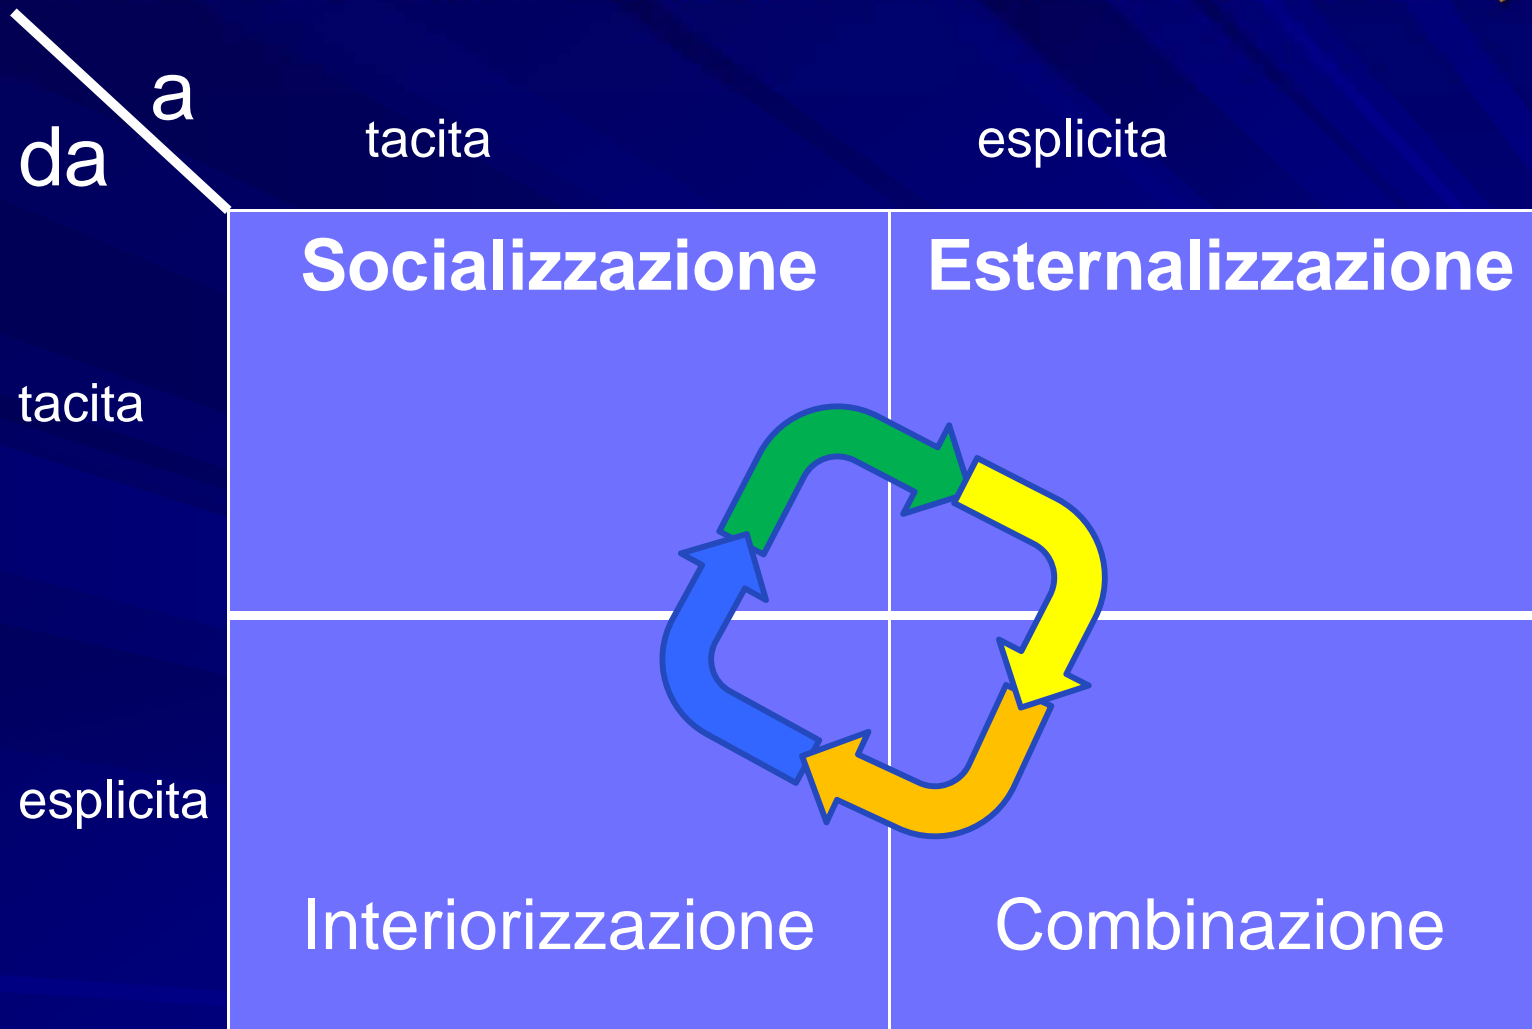 a
da
tacita
esplicita
Socializzazione
Esternalizzazione
tacita
esplicita
Interiorizzazione
Combinazione